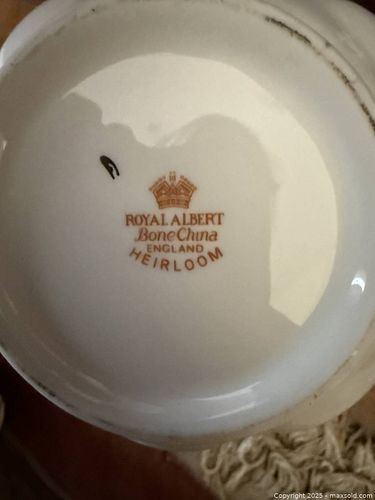 ROYAL ALBERT
Bone China
ENGLAND
HEIRLOOM
Copyright 2025 - maxsold.com